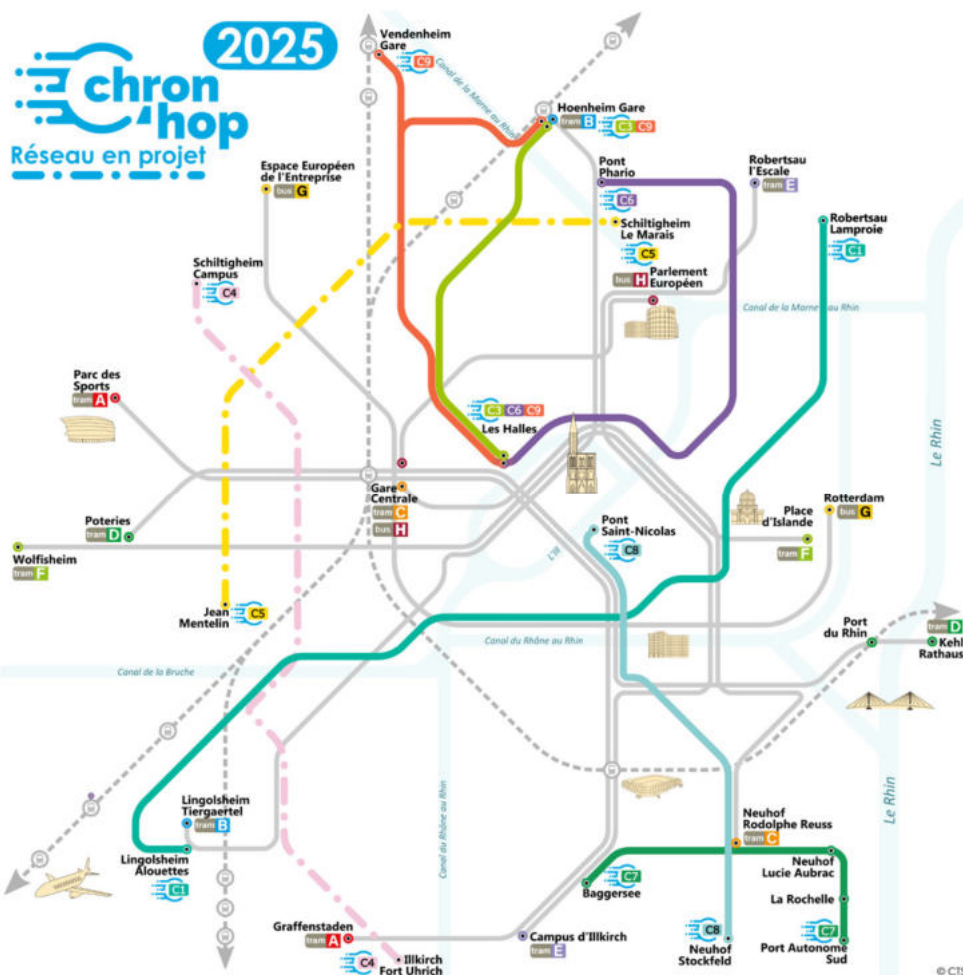 2025
chron
hop
Réseau en projet
Vendenheim
Gare
C9
Canal de la Marne au Rhin
Hoenheim Gare
tram B
C3 C9
Espace Européen
de l'Entreprise
bus G
Pont
Phario
C6
Robertsau
l'Escale
tram E
Schiltigheim
Le Marais
C5
Robertsau
Lamproie
C1
Schiltigheim
Campus
C4
bus H
Parlement
Européen
Canal de la Marne au Rhin
Parc des
Sports
tram A
C3 C6 C9
Les Halles
Le Rhin
Gare
Centrale
tram C
bus H
Poteries
tram D
Pont
Saint-Nicolas
C8
Place
d'Islande
tram F
Rotterdam
bus G
Wolfisheim
tram F
L'Ill
Jean
Mentelin
C5
Canal du Rhône au Rhin
Port
du Rhin
tram D
Kehl
Rathaus
Canal de la Bruche
Canal du Rhône au Rhin
Le Rhin
Lingolsheim
Tiergaertel
tram B
Neuhof
Rodolphe Reuss
tram C
Lingolsheim
Alouettes
C1
C7
Baggersee
Neuhof
Lucie Aubrac
La Rochelle
Graffenstaden
tram A
C4
Illkirch
Fort Uhrich
Campus d'Illkirch
tram E
C8
Neuhof
Stockfeld
C7
Port Autonome
Sud